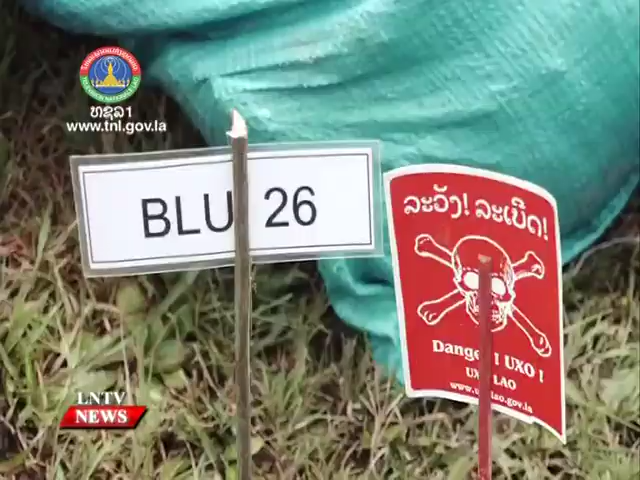 ທຊລ1
www.tnl.gov.la
BLU 26
ລະວັງ! ລະເບີດ!
Danger ! UXO !
UXO LAO
LNTV
NEWS